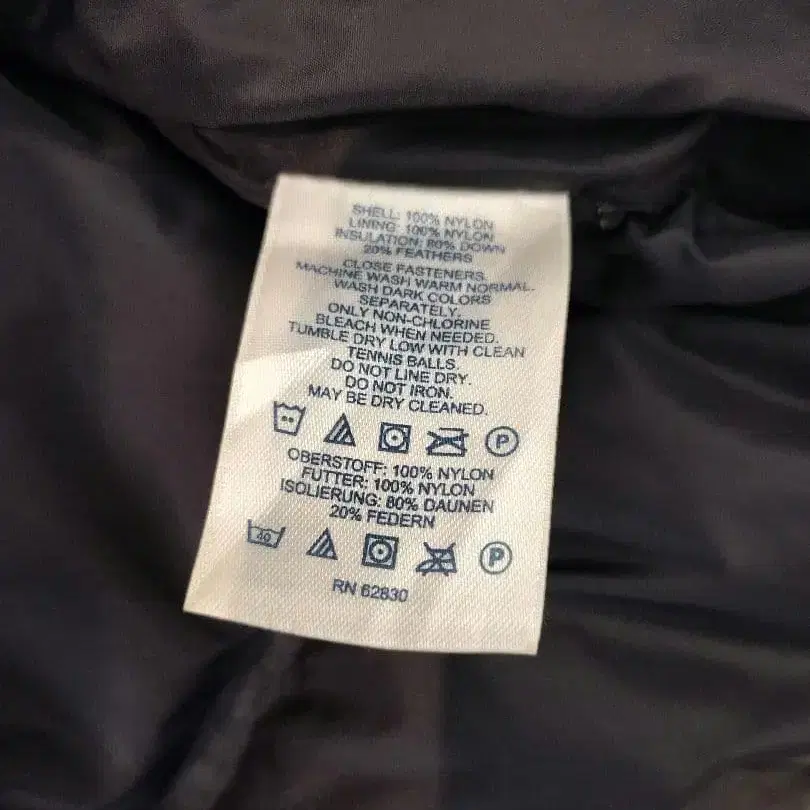 SHELL: 100% NYLON
LINING: 100% NYLON
INSULATION: 80% DOWN
20% FEATHERS
CLOSE FASTENERS.
MACHINE WASH WARM NORMAL.
WASH DARK COLORS
SEPARATELY.
ONLY NON-CHLORINE
BLEACH WHEN NEEDED.
TUMBLE DRY LOW WITH CLEAN
TENNIS BALLS.
DO NOT LINE DRY.
DO NOT IRON.
MAY BE DRY CLEANED.
P
OBERSTOFF: 100% NYLON
FUTTER: 100% NYLON
ISOLIERUNG: 80% DAUNEN
20% FEDERN
40 P
RN 62830